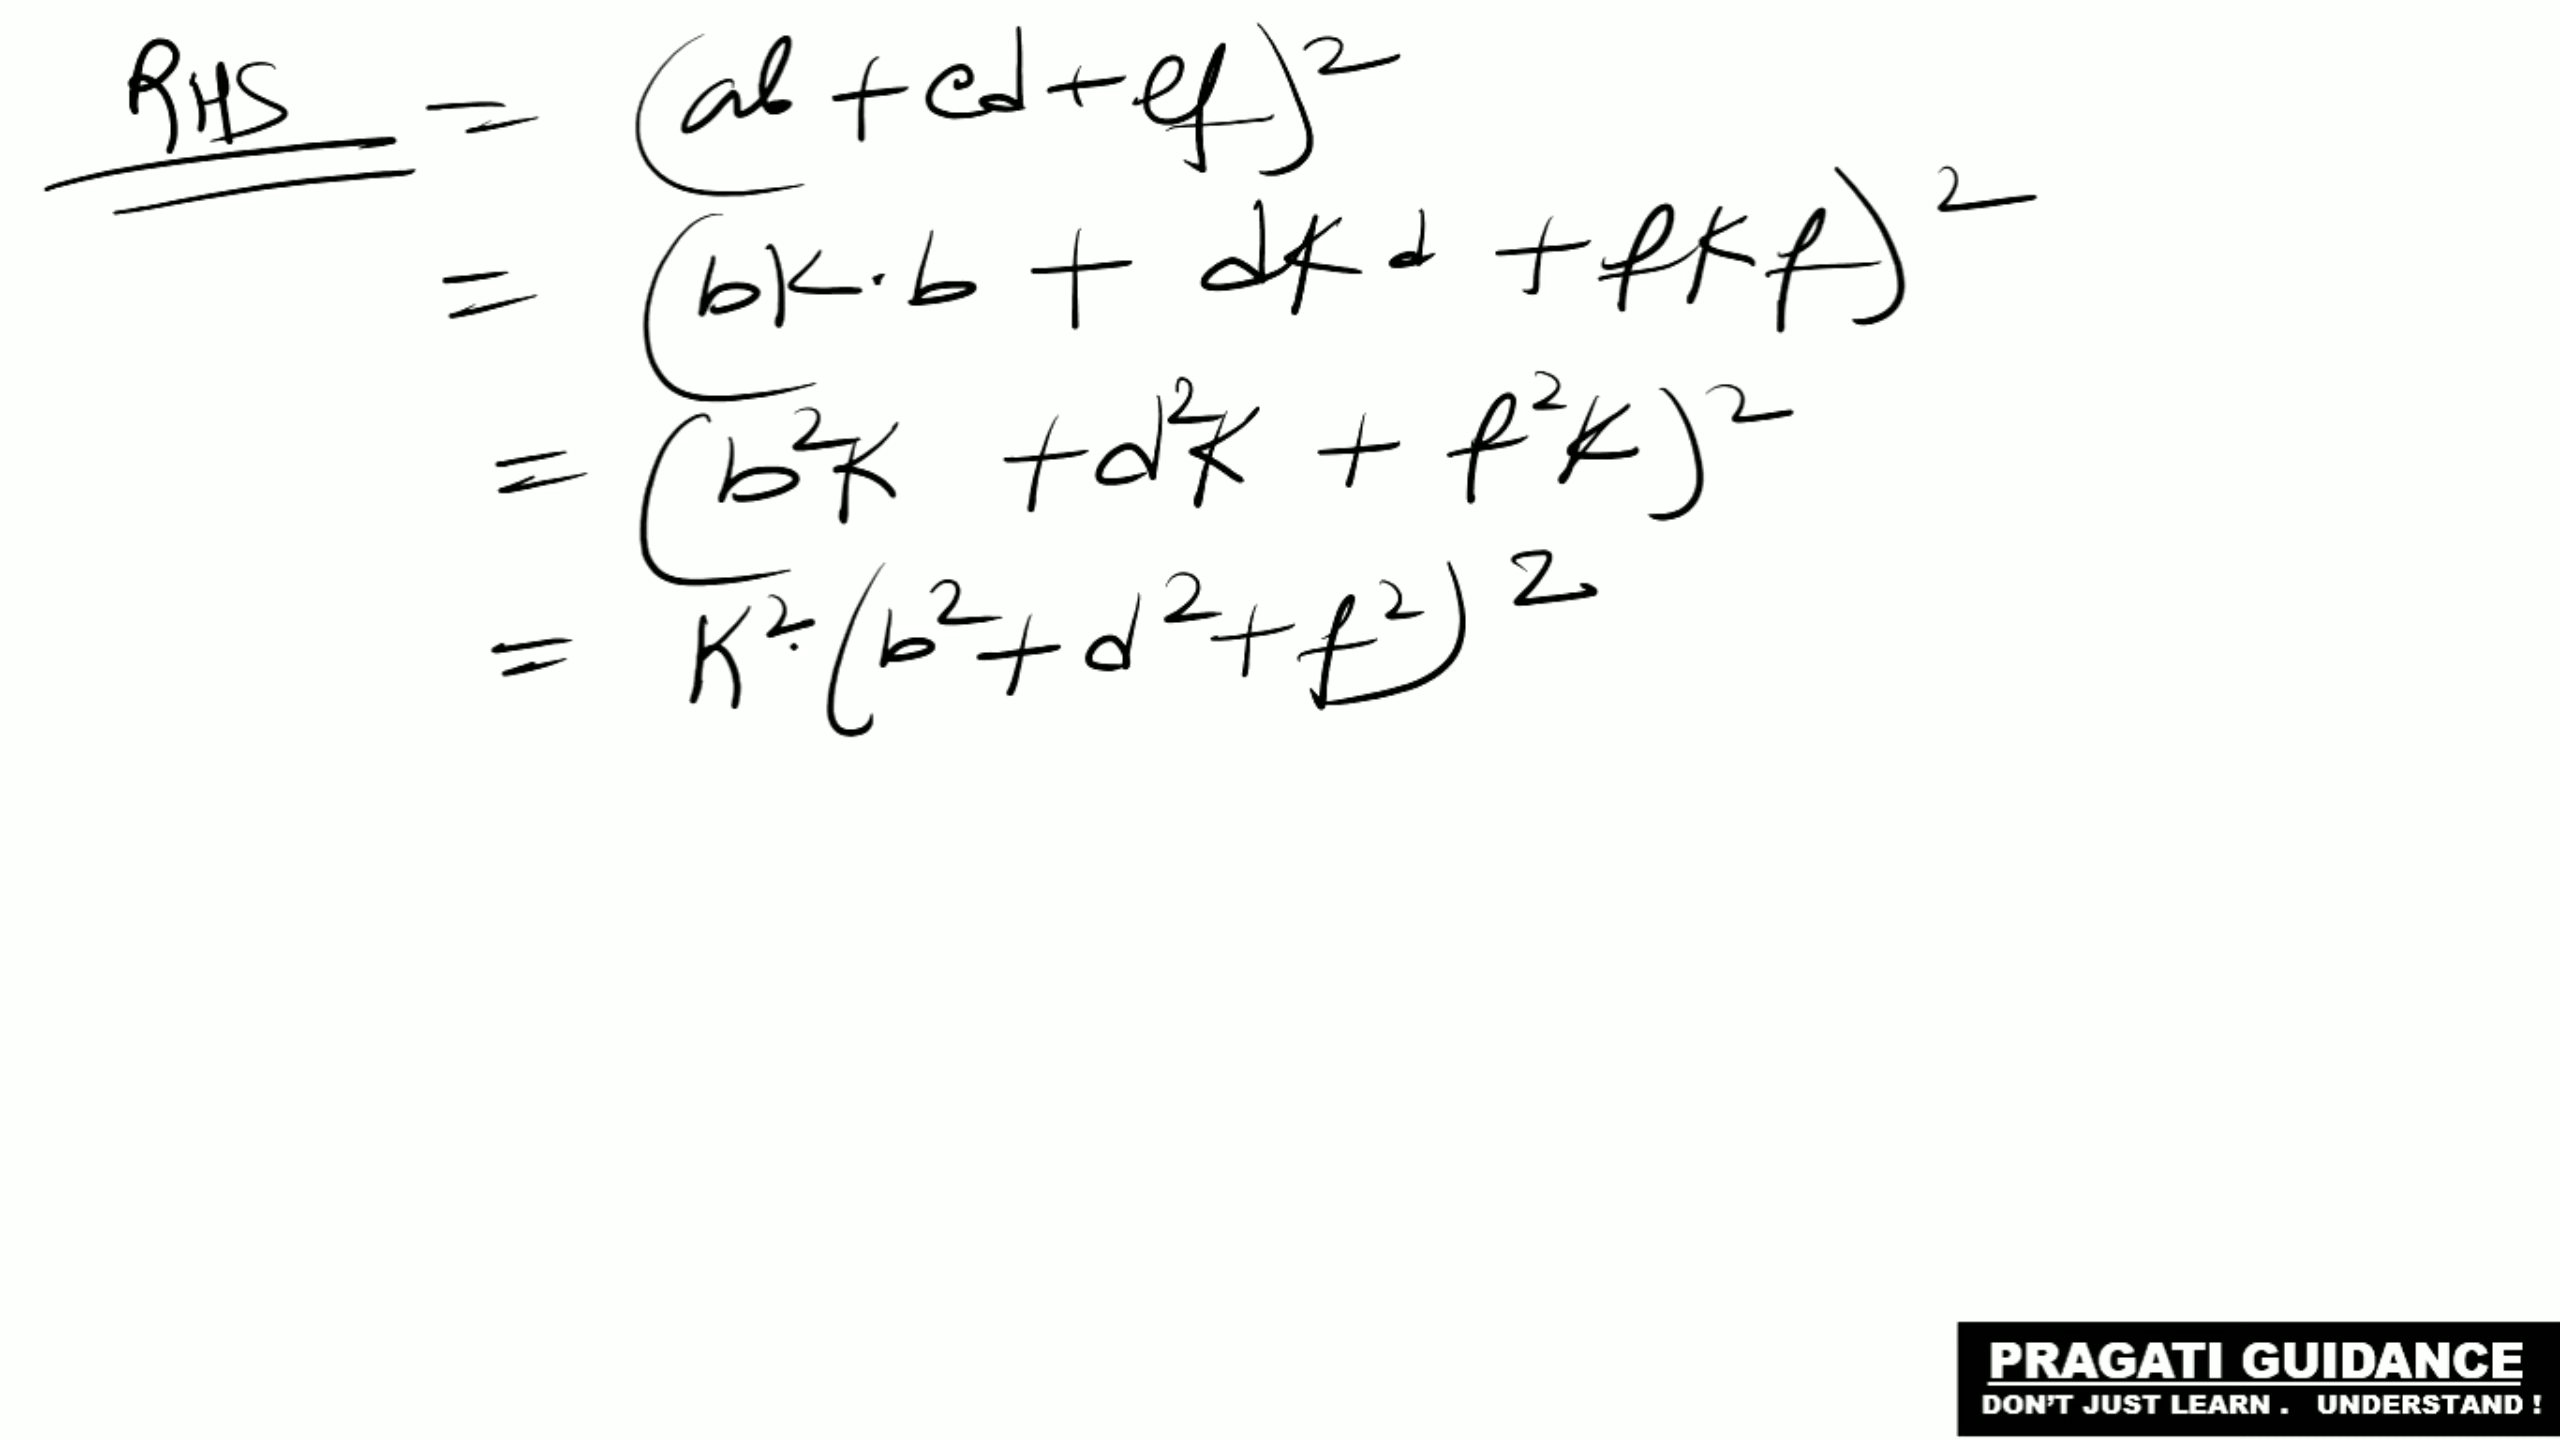 RHS = (ab + cd + ef)²
= (bk·b + dkd + fkf)²
= (b²k + d²k + f²k)²
= k²(b² + d² + f²)²
PRAGATI GUIDANCE
DON'T JUST LEARN . UNDERSTAND !